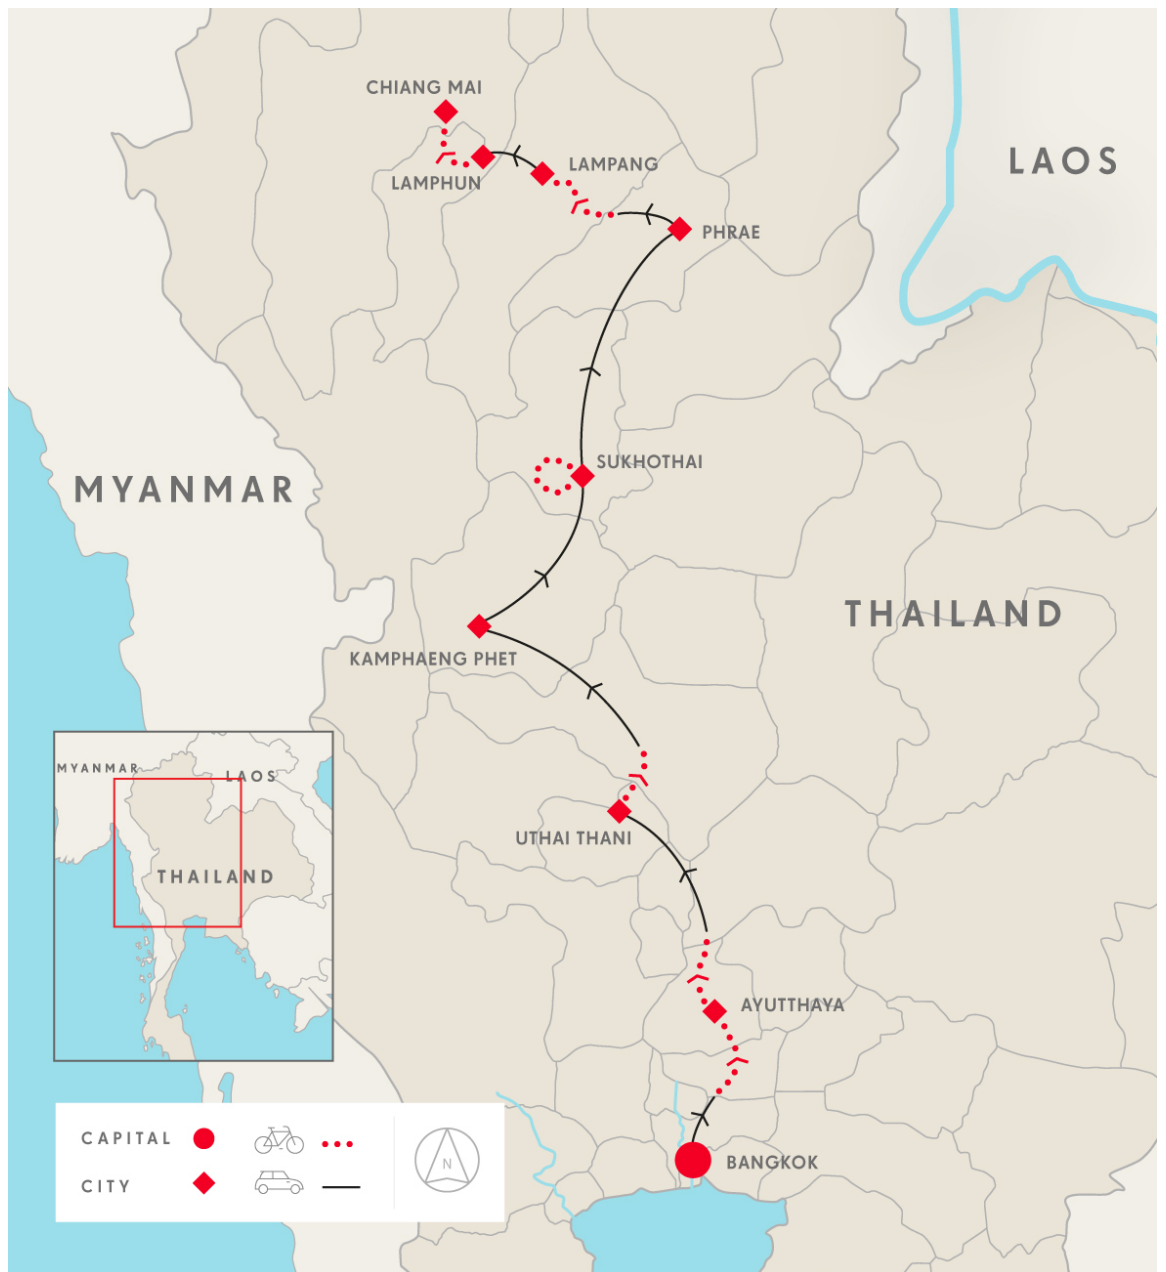 CHIANG MAI
LAOS
LAMPANG
LAMPHUN
PHRAE
SUKHOTHAI
MYANMAR
THAILAND
KAMPHAENG PHET
MYANMAR
LAOS
UTHAI THANI
THAILAND
AYUTTHAYA
CAPITAL
N
BANGKOK
CITY